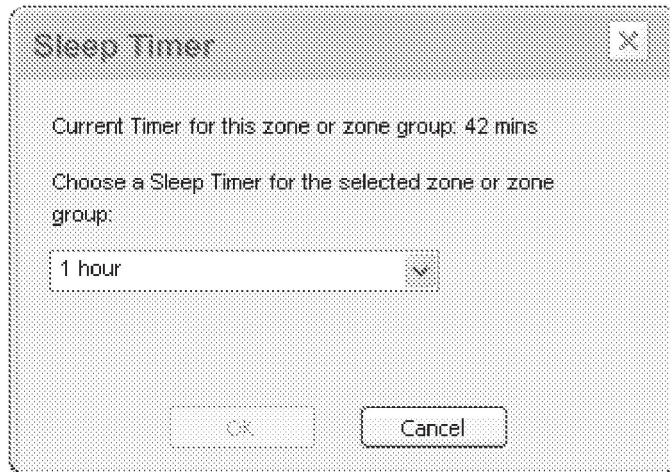 Sleep Timer
Current Timer for this zone or zone group: 42 mins
Choose a Sleep Timer for the selected zone or zone
group:
1 hour
OK
Cancel